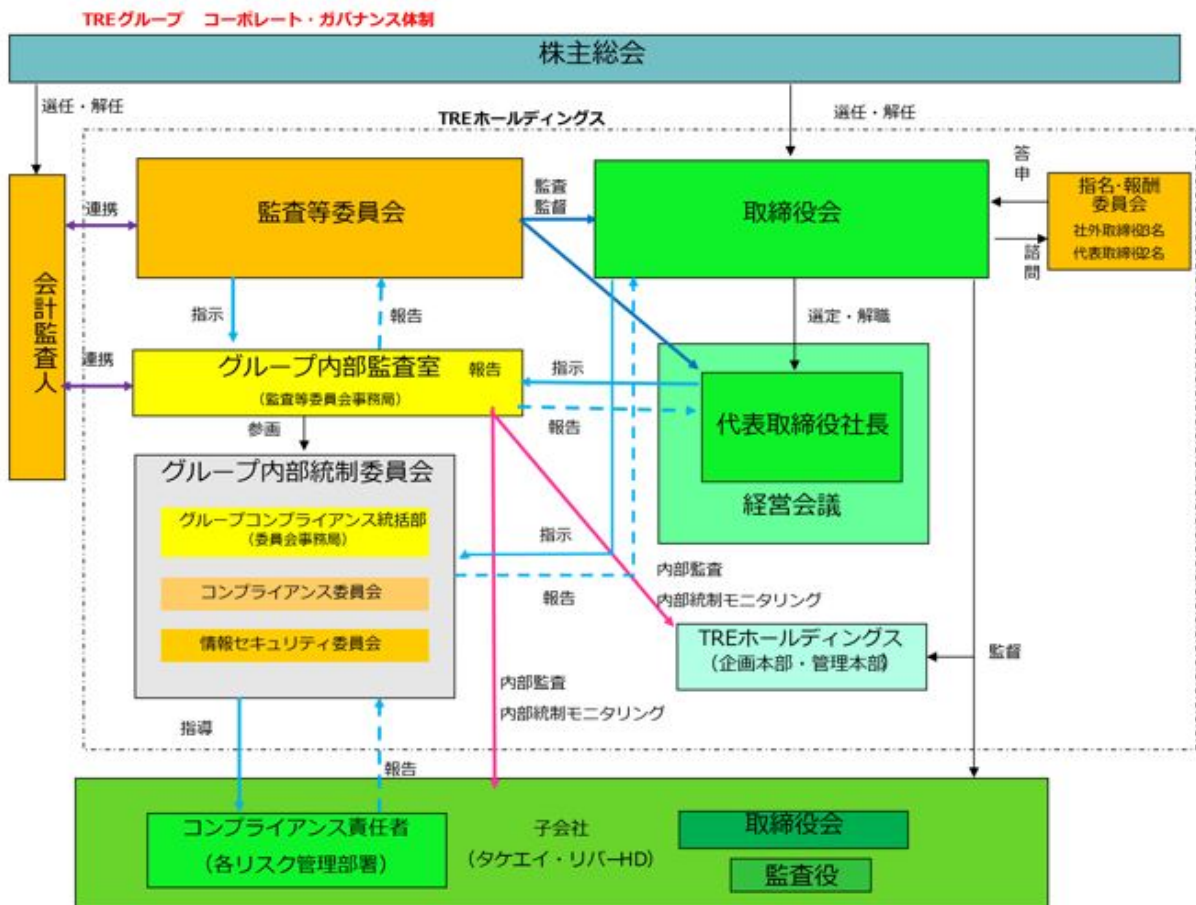 TREグループ コーポレート・ガバナンス体制
株主総会
選任・解任
選任・解任
TREホールディングス
会計監査人
連携
監査等委員会
監査
監督
取締役会
答申
諮問
指名・報酬
委員会
社外取締役3名
代表取締役2名
指示
報告
選定・解職
連携
グループ内部監査室
(監査等委員会事務局)
報告
指示
報告
代表取締役社長
経営会議
参画
グループ内部統制委員会
グループコンプライアンス統括部
(委員会事務局)
コンプライアンス委員会
情報セキュリティ委員会
指示
報告
内部監査
内部統制モニタリング
TREホールディングス
(企画本部・管理本部)
監督
内部監査
内部統制モニタリング
指導
報告
コンプライアンス責任者
(各リスク管理部署)
子会社
(タケエイ・リバーHD)
取締役会
監査役